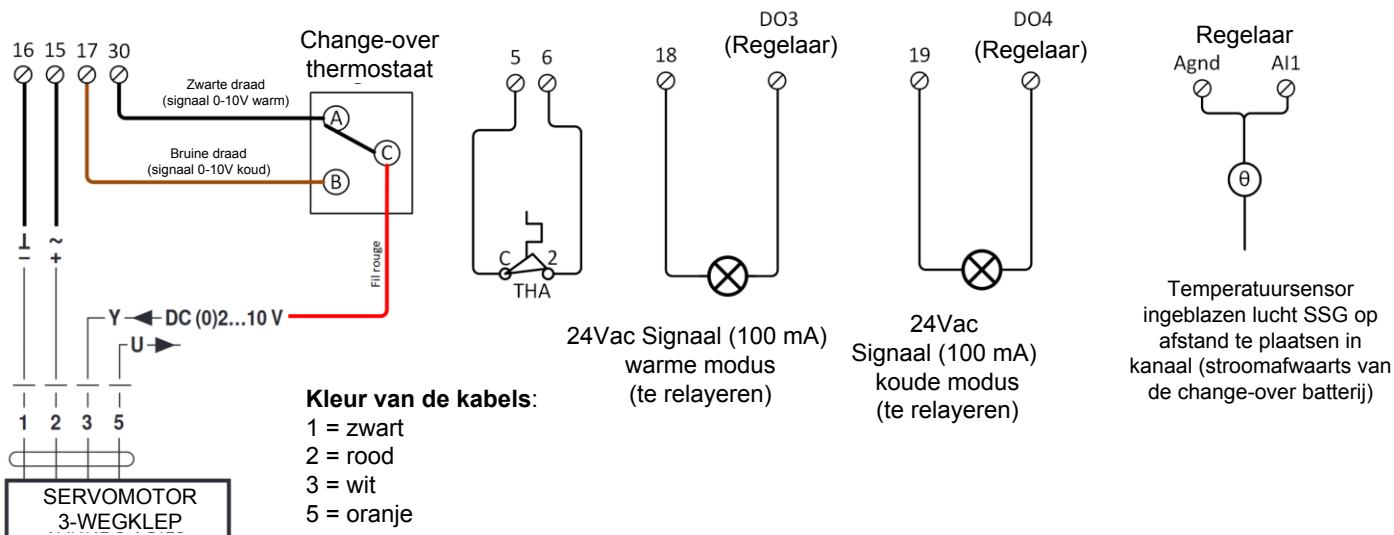 16 15 17 30
Change-over
thermostaat
Zwarte draad
(signaal 0-10V warm)
A
C
Bruine draad
(signaal 0-10V koud)
B
Fil rouge
⊥ ~
− +
Y DC (0)2...10 V
U
1 2 3 5
SERVOMOTOR
3-WEGKLEP
Kleur van de kabels:
1 = zwart
2 = rood
3 = wit
5 = oranje
5 6
C 2
THA
18
DO3
(Regelaar)
24Vac Signaal (100 mA)
warme modus
(te relayeren)
19
DO4
(Regelaar)
24Vac
Signaal (100 mA)
koude modus
(te relayeren)
Regelaar
Agnd AI1
θ
Temperatuursensor
ingeblazen lucht SSG op
afstand te plaatsen in
kanaal (stroomafwaarts van
de change-over batterij)